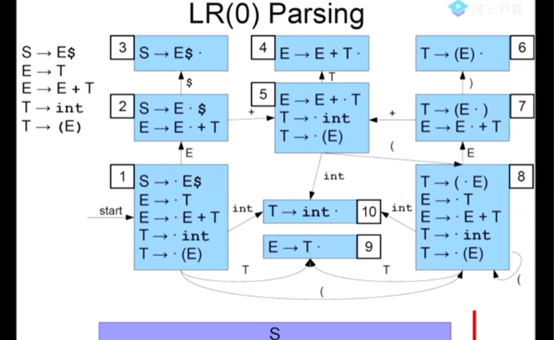 LR(0) Parsing
S → E$
E → T
E → E + T
T → int
T → (E)
3
S → E$ ·
4
E → E + T ·
T → (E) ·
6
$
T
)
2
S → E · $
E → E · + T
+
5
E → E + · T
T → · int
T → · (E)
+
T → (E · )
E → E · + T
7
E
(
E
1
S → · E$
E → · T
E → · E + T
T → · int
T → · (E)
start
int
int
T → int ·
10
int
E → T ·
9
T → ( · E)
E → · T
E → · E + T
T → · int
T → · (E)
8
T
T
(
(
S